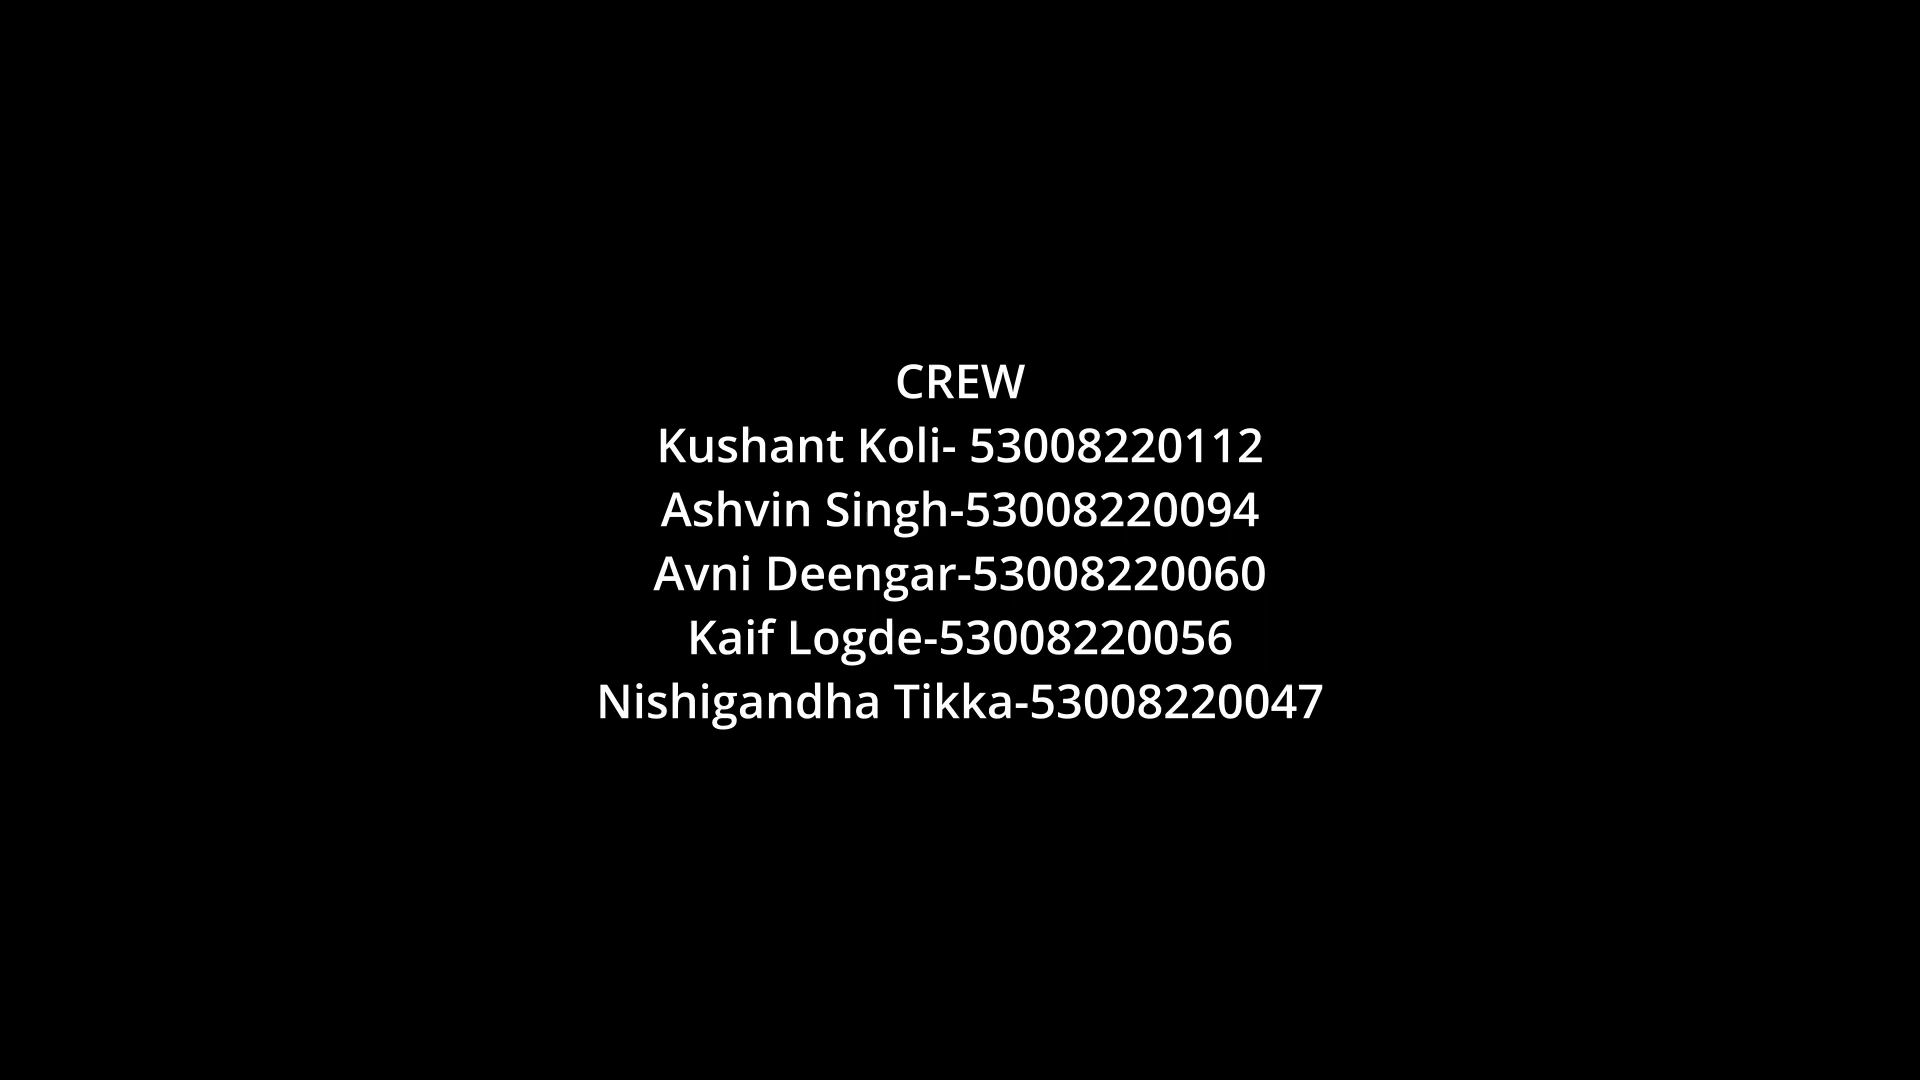 CREW
Kushant Koli- 53008220112
Ashvin Singh-53008220094
Avni Deengar-53008220060
Kaif Logde-53008220056
Nishigandha Tikka-53008220047